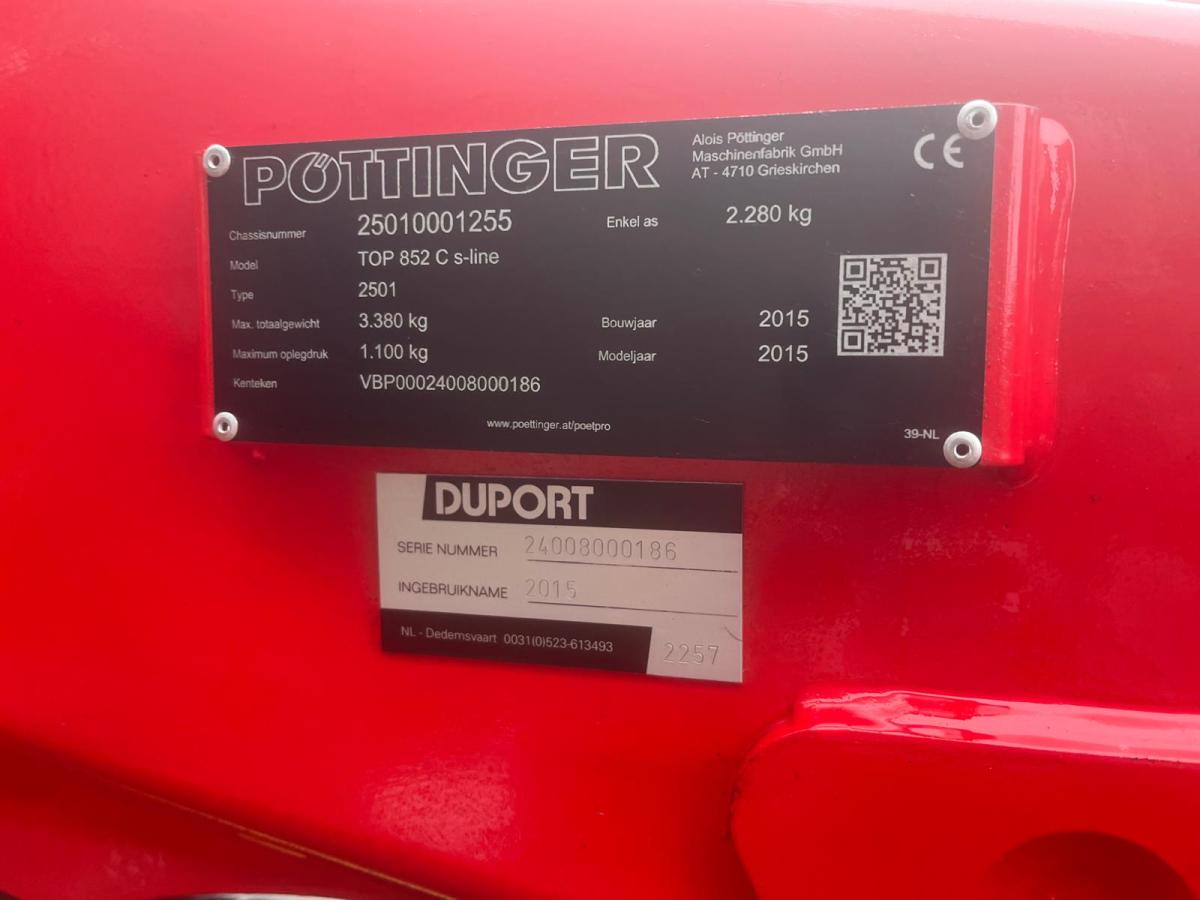 PÖTTINGER
Alois Pöttinger
Maschinenfabrik GmbH
AT - 4710 Grieskirchen
CE
Chassisnummer 25010001255 Enkel as 2.280 kg
Model TOP 852 C s-line
Type 2501
Max. totaalgewicht 3.380 kg Bouwjaar 2015
Maximum oplegdruk 1.100 kg Modeljaar 2015
Kenteken VBP00024008000186
www.poettinger.at/poetpro
39-NL
DUPORT
SERIE NUMMER 24008000186
INGEBRUIKNAME 2015
NL - Dedemsvaart 0031(0)523-613493
2257